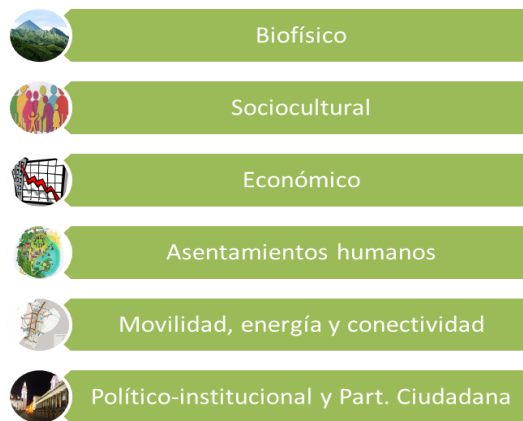 Biofísico
Sociocultural
Económico
Asentamientos humanos
Movilidad, energía y conectividad
Político-institucional y Part. Ciudadana